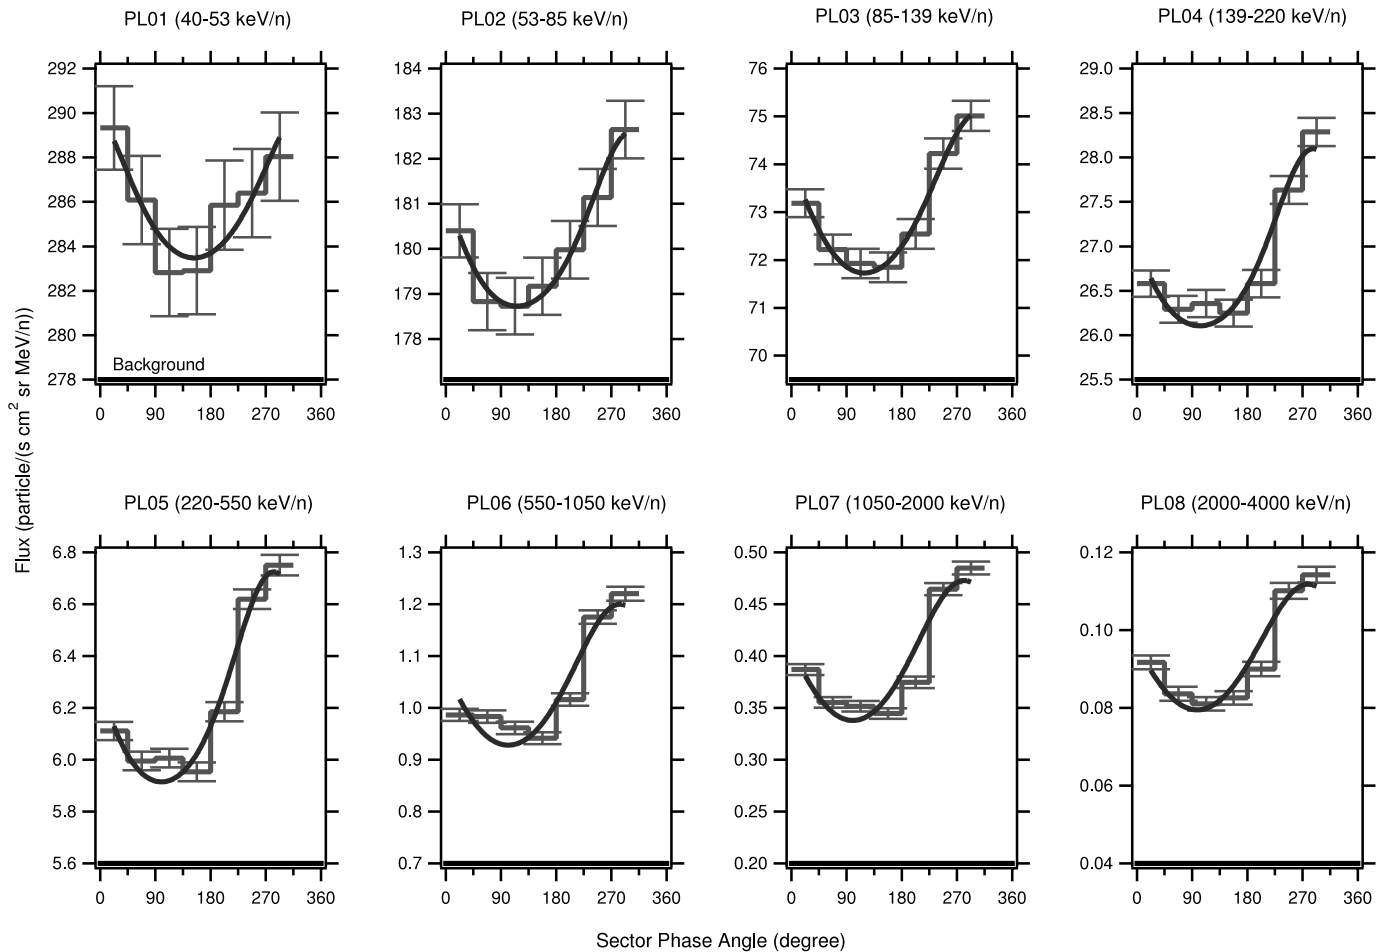 PL01 (40-53 keV/n) PL02 (53-85 keV/n) PL03 (85-139 keV/n) PL04 (139-220 keV/n)
292 184 76 29.0
290 183 75 28.5
288 182 74 28.0
286 181 73 27.5
284 180 72 27.0
282 179 71 26.5
280 178 70 26.0
278 25.5
Background
0 90 180 270 360 0 90 180 270 360 0 90 180 270 360 0 90 180 270 360
Flux (particle/(s cm² sr MeV/n))
PL05 (220-550 keV/n) PL06 (550-1050 keV/n) PL07 (1050-2000 keV/n) PL08 (2000-4000 keV/n)
6.8 1.3 0.50 0.12
6.6 1.2 0.45 0.10
6.4 1.1 0.40 0.08
6.2 1.0 0.35 0.06
6.0 0.9 0.30 0.04
5.8 0.8 0.25
5.6 0.7 0.20
0 90 180 270 360 0 90 180 270 360 0 90 180 270 360 0 90 180 270 360
Sector Phase Angle (degree)